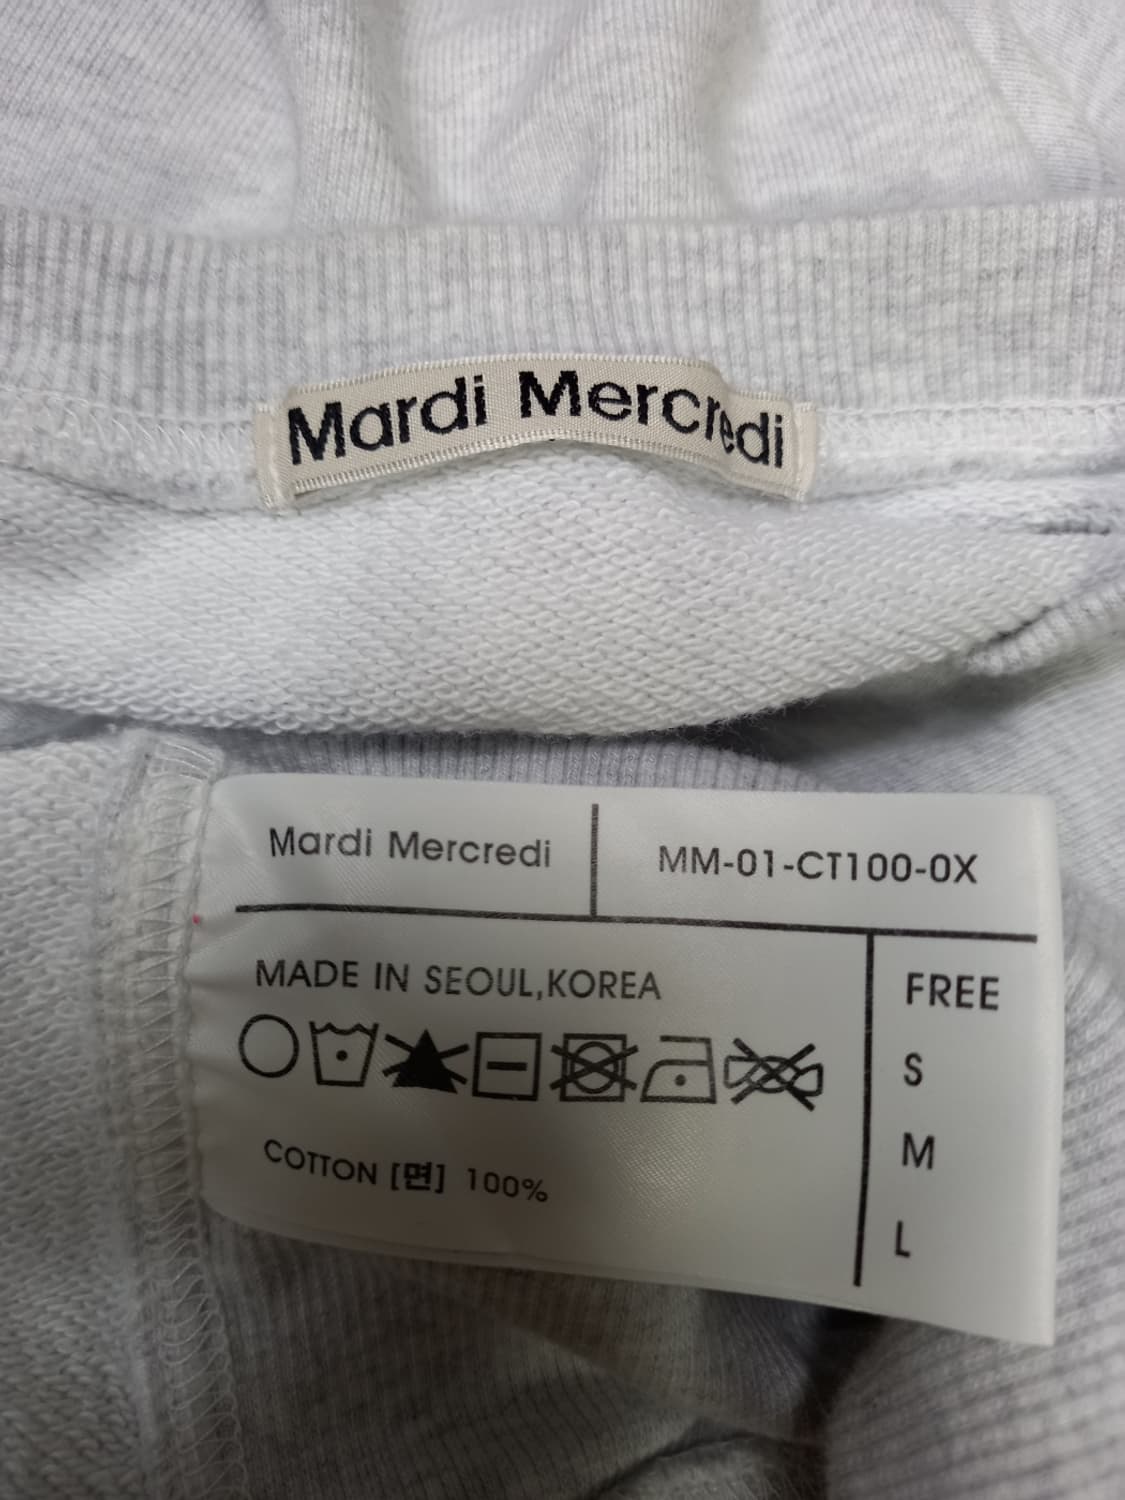 Mardi Mercredi
Mardi Mercredi
MM-01-CT100-0X
MADE IN SEOUL,KOREA
COTTON [면] 100%
FREE
S
M
L